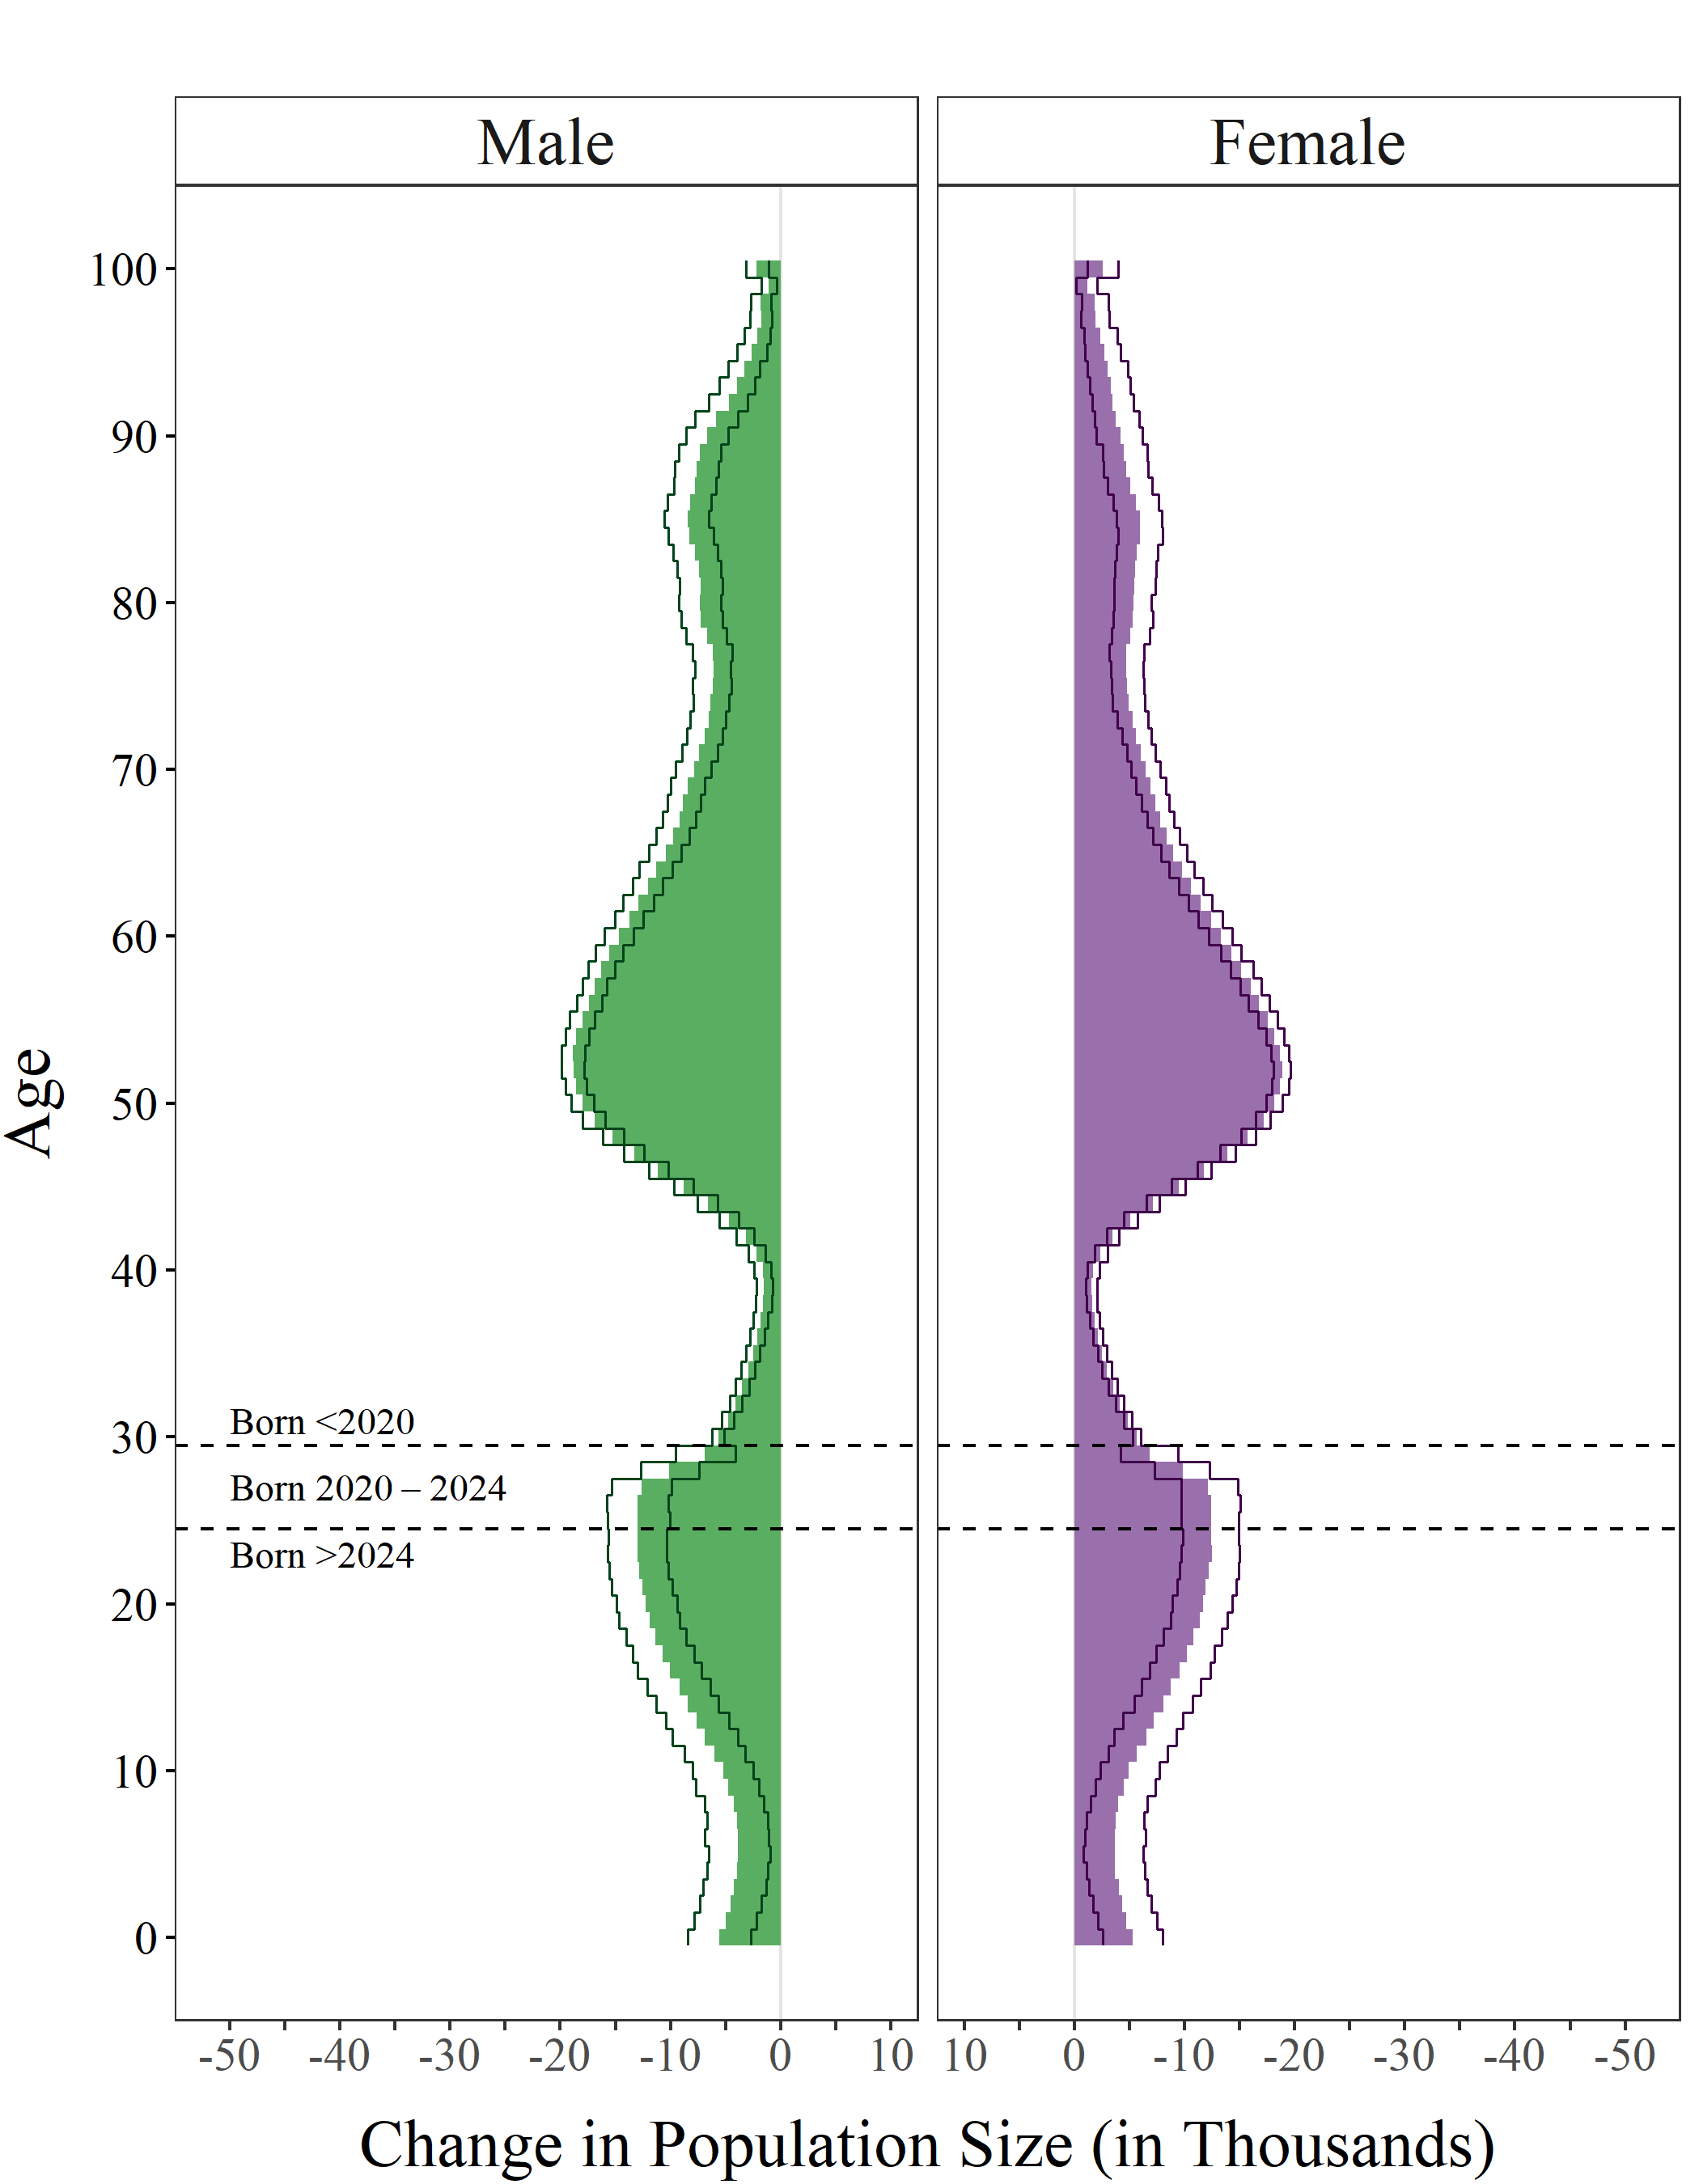 Male
Female
100
90
80
70
60
50
40
30
20
10
0
Age
Born <2020
Born 2020 – 2024
Born >2024
-50 -40 -30 -20 -10 0 10
10 0 -10 -20 -30 -40 -50
Change in Population Size (in Thousands)